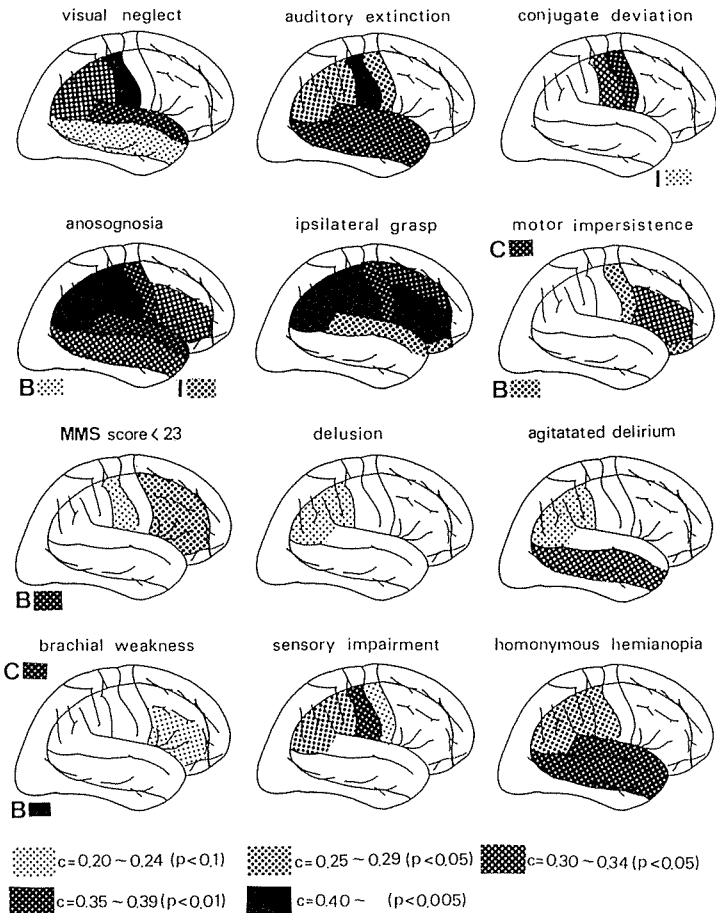 visual neglect auditory extinction conjugate deviation
I
anosognosia ipsilateral grasp motor impersistence
C
B I B
MMS score < 23 delusion agitatated delirium
B
brachial weakness sensory impairment homonymous hemianopia
C
B
c=0.20 ~ 0.24 (p<0.1) c=0.25 ~ 0.29 (p<0.05) c=0.30 ~ 0.34 (p<0.05)
c=0.35 ~ 0.39 (p<0.01) c=0.40 ~ (p<0.005)